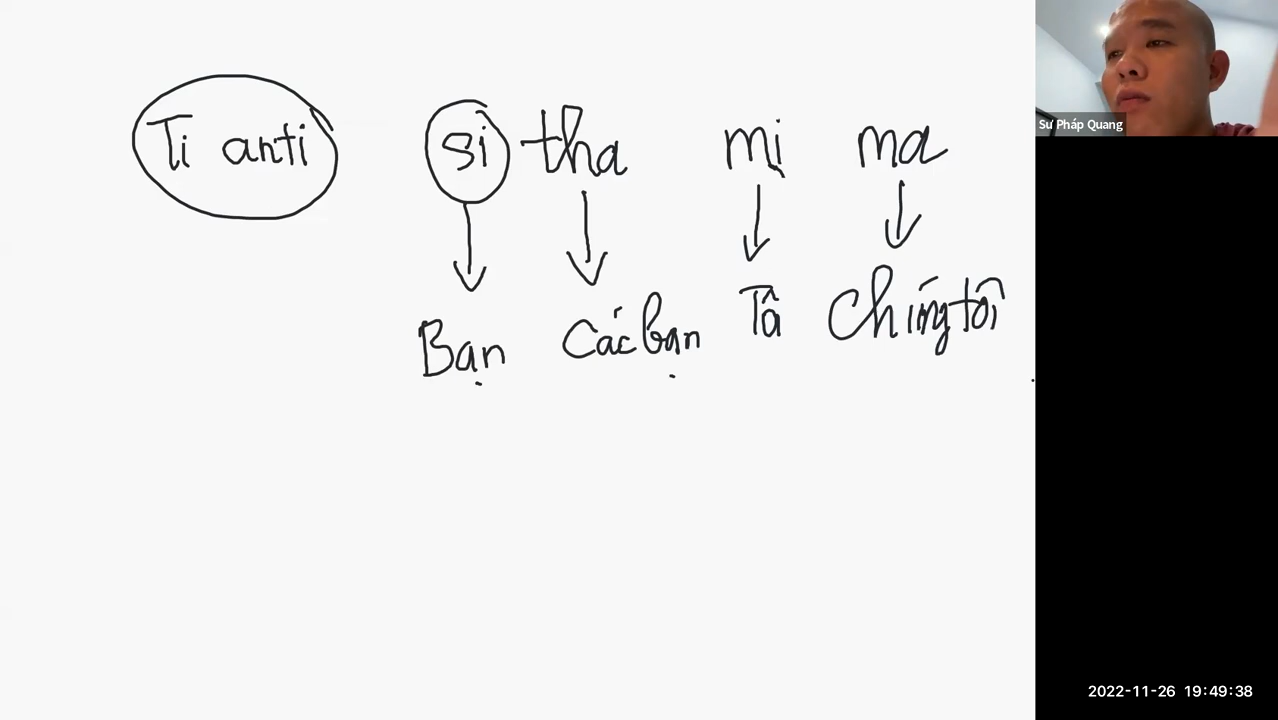 Ti anti si tha mi ma
Bạn Các bạn Ta Chúng tôi
Sư Pháp Quang
2022-11-26 19:49:38